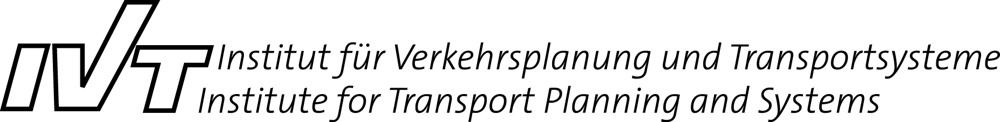 IVT
Institut für Verkehrsplanung und Transportsysteme
Institute for Transport Planning and Systems